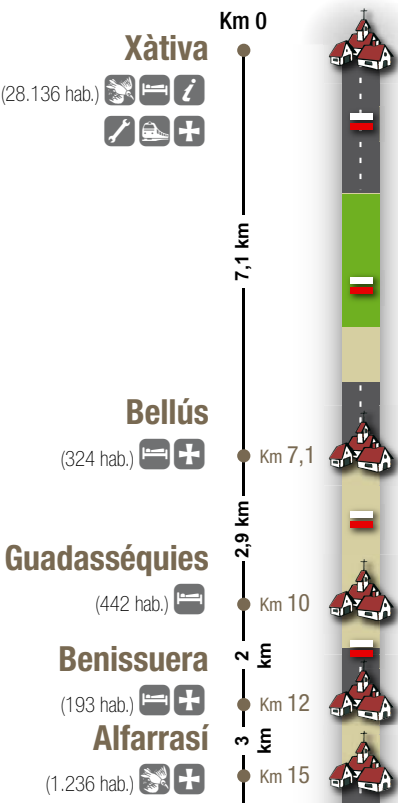 Km 0
Xàtiva
(28.136 hab.)
i
7,1 km
Bellús
(324 hab.)
Km 7,1
2,9 km
Guadasséquies
(442 hab.)
Km 10
2 km
Benissuera
(193 hab.)
Km 12
Alfarrasí
3 km
(1.236 hab.)
Km 15